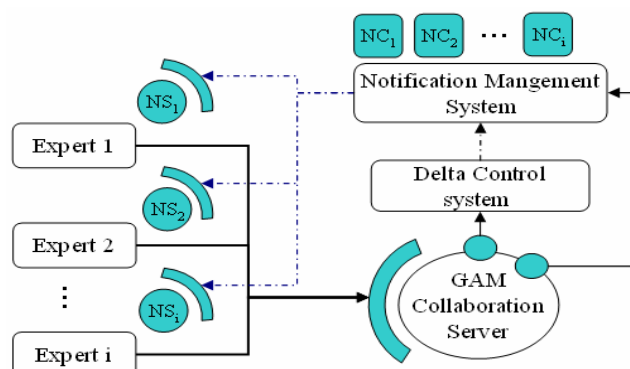 NC1 NC2 ... NCi
Notification Mangement
System
NS1
Expert 1
Delta Control
system
NS2
Expert 2
GAM
Collaboration
Server
NSi
Expert i